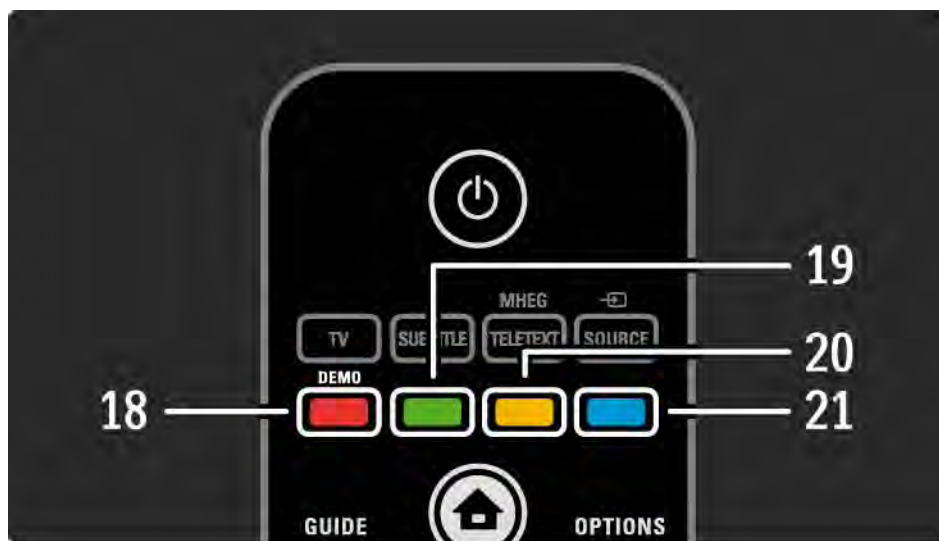 19
MHEG
TV SUBTITLE TELETEXT SOURCE
20
DEMO
18
21
GUIDE OPTIONS